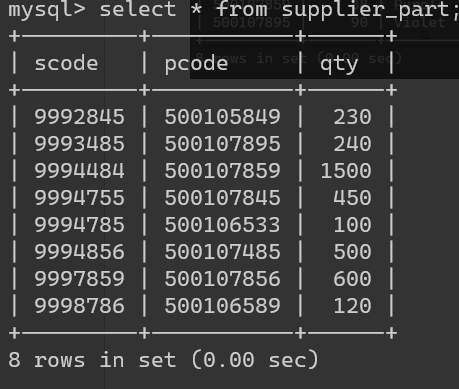 mysql> select * from supplier_part;
+---------+-----------+------+
| scode   | pcode     | qty  |
+---------+-----------+------+
| 9992845 | 500105849 |  230 |
| 9993485 | 500107895 |  240 |
| 9994484 | 500107859 | 1500 |
| 9994755 | 500107845 |  450 |
| 9994785 | 500106533 |  100 |
| 9994856 | 500107485 |  500 |
| 9997859 | 500107856 |  600 |
| 9998786 | 500106589 |  120 |
+---------+-----------+------+
8 rows in set (0.00 sec)